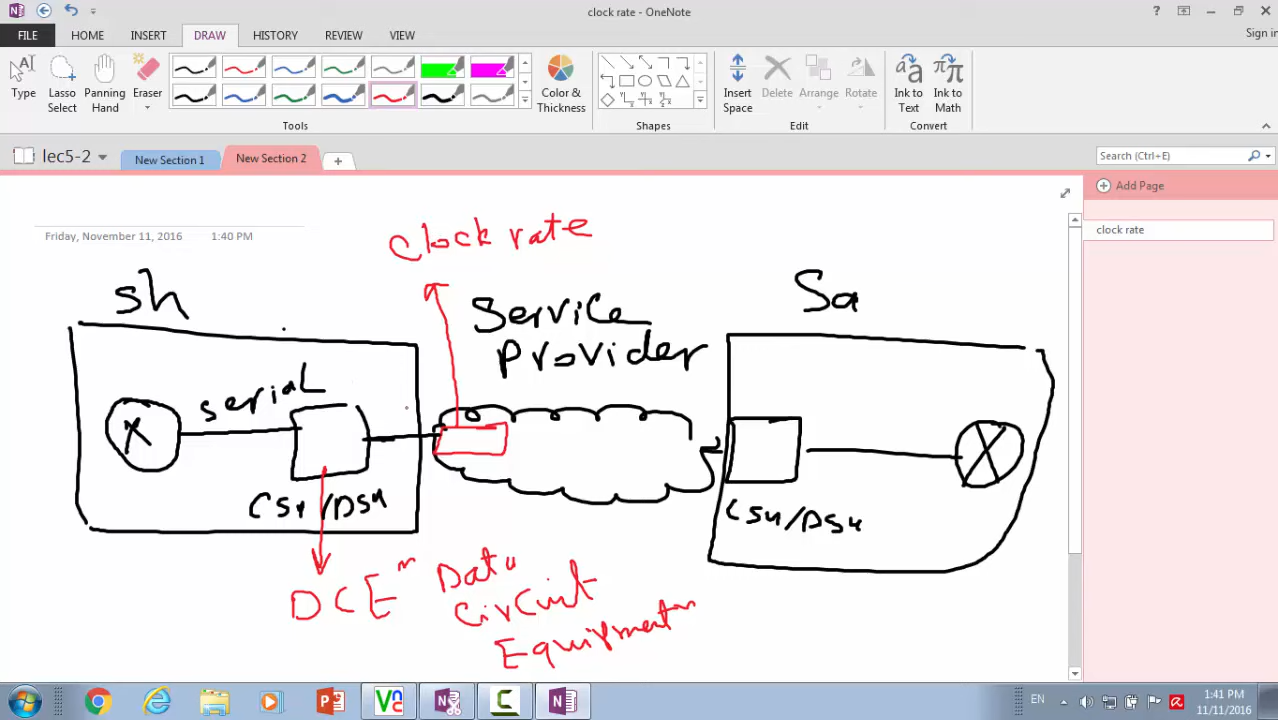 clock rate - OneNote
FILE HOME INSERT DRAW HISTORY REVIEW VIEW
Sign in
Type
Lasso Select
Panning Hand
Eraser
Color & Thickness
Insert Space
Delete
Arrange
Rotate
Ink to Text
Ink to Math
Tools
Shapes
Edit
Convert
lec5-2
New Section 1
New Section 2
Search (Ctrl+E)
Add Page
clock rate
Friday, November 11, 2016 1:40 PM
Clock rate
Sh
Service
Provider
Sa
serial
CSU/DSU
CSU/DSU
DCE "Data
Circuit
Equipment"
EN
1:41 PM
11/11/2016